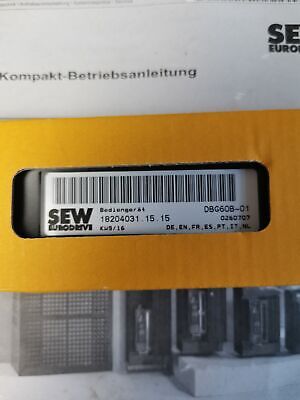 SEW
EURODRIVE
Kompakt-Betriebsanleitung
SEW
EURODRIVE
Bediengerät
DBG60B-01
18204031.15.15
0260707
KW9/16
DE,EN,FR,ES,PT,IT,NL